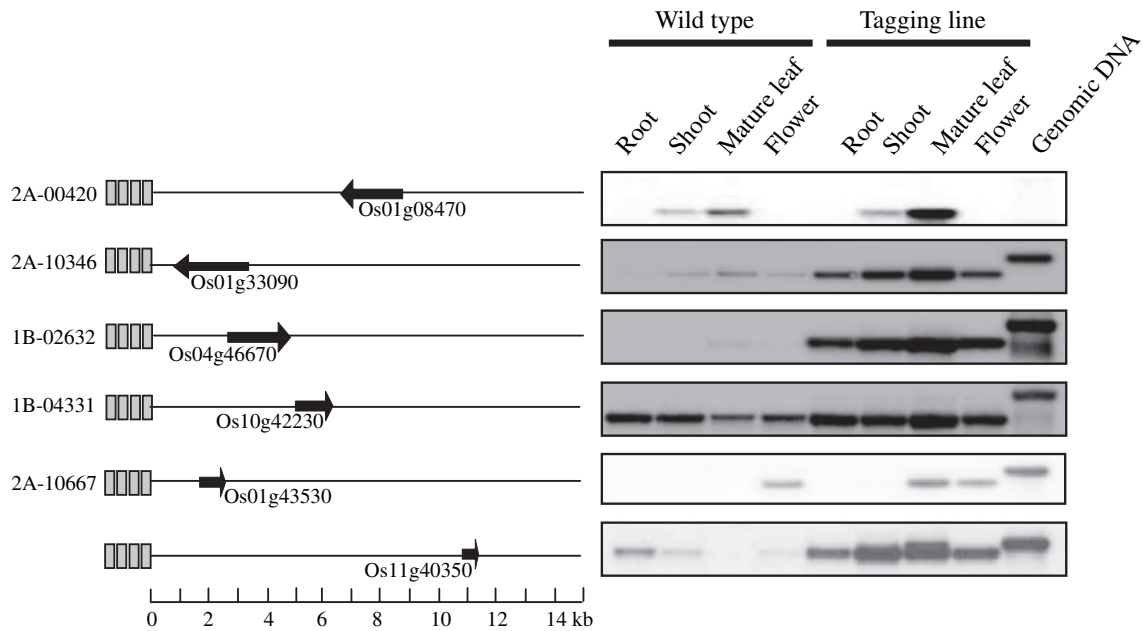 Wild type
Tagging line
Root
Shoot
Mature leaf
Flower
Root
Shoot
Mature leaf
Flower
Genomic DNA
2A-00420
Os01g08470
2A-10346
Os01g33090
1B-02632
Os04g46670
1B-04331
Os10g42230
2A-10667
Os01g43530
Os11g40350
0 2 4 6 8 10 12 14 kb